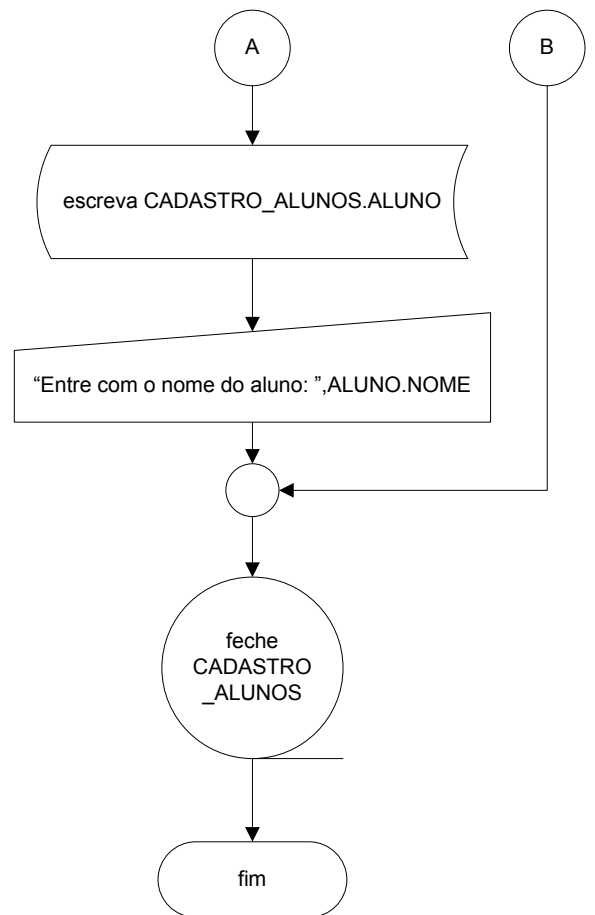 A
B
escreva CADASTRO_ALUNOS.ALUNO
“Entre com o nome do aluno: ”,ALUNO.NOME
feche
CADASTRO
_ALUNOS
fim